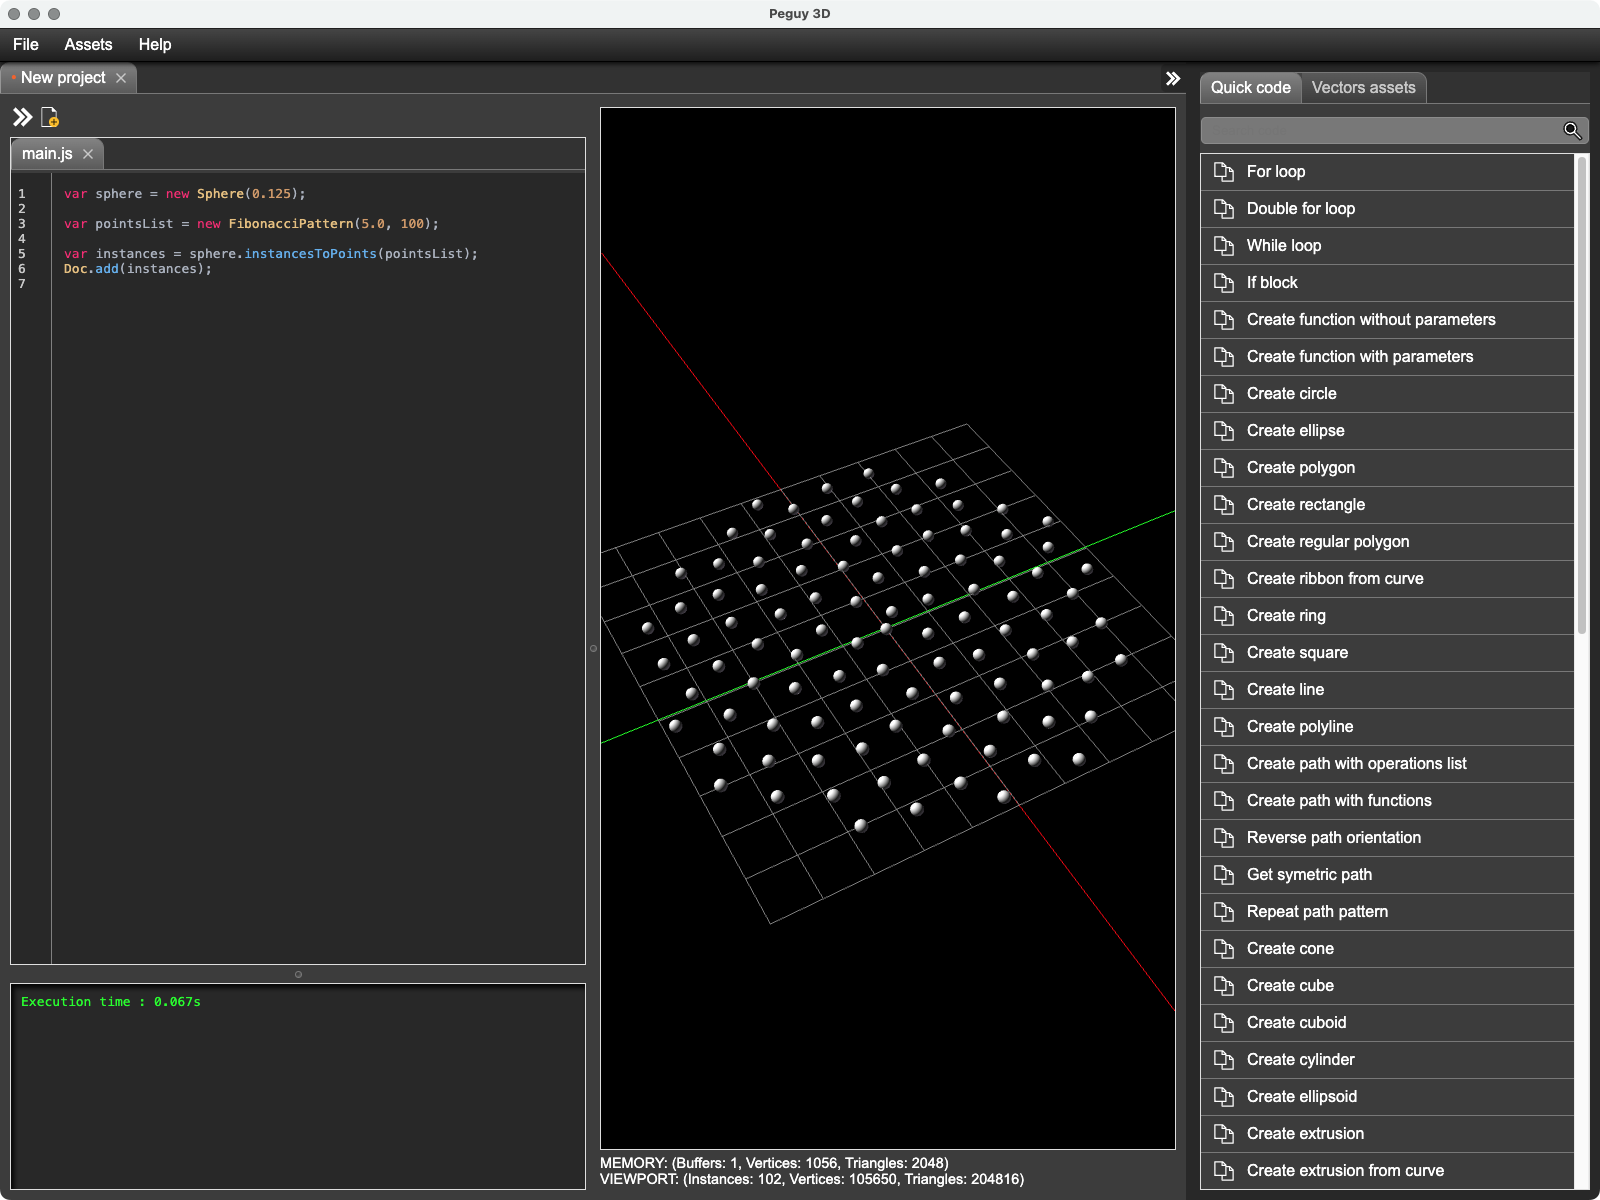 Peguy 3D
File Assets Help
New project
Quick code Vectors assets
main.js
1 var sphere = new Sphere(0.125);
2
3 var pointsList = new FibonacciPattern(5.0, 100);
4
5 var instances = sphere.instancesToPoints(pointsList);
6 Doc.add(instances);
7
Execution time : 0.067s
MEMORY: (Buffers: 1, Vertices: 1056, Triangles: 2048)
VIEWPORT: (Instances: 102, Vertices: 105650, Triangles: 204816)
For loop
Double for loop
While loop
If block
Create function without parameters
Create function with parameters
Create circle
Create ellipse
Create polygon
Create rectangle
Create regular polygon
Create ribbon from curve
Create ring
Create square
Create line
Create polyline
Create path with operations list
Create path with functions
Reverse path orientation
Get symetric path
Repeat path pattern
Create cone
Create cube
Create cuboid
Create cylinder
Create ellipsoid
Create extrusion
Create extrusion from curve